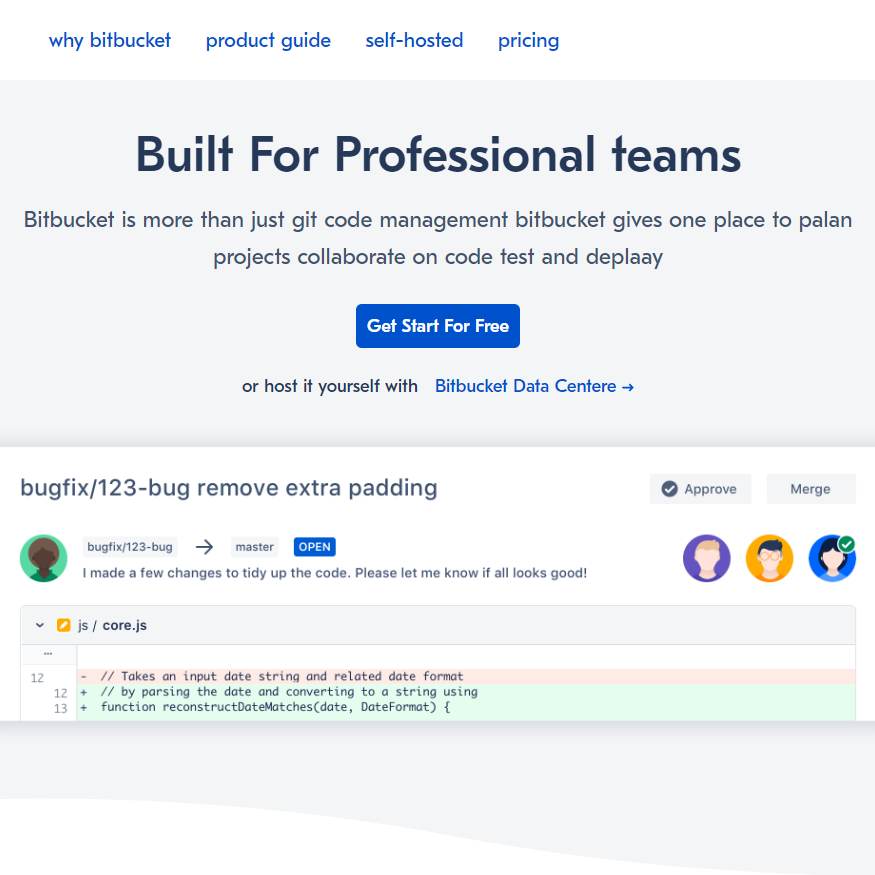 why bitbucket product guide self-hosted pricing
Built For Professional teams
Bitbucket is more than just git code management bitbucket gives one place to palan
projects collaborate on code test and deplaay
Get Start For Free
or host it yourself with Bitbucket Data Centere →
bugfix/123-bug remove extra padding
Approve Merge
bugfix/123-bug → master OPEN
I made a few changes to tidy up the code. Please let me know if all looks good!
js / core.js
...
12 - // Takes an input date string and related date format
12 + // by parsing the date and converting to a string using
13 + function reconstructDateMatches(date, DateFormat) {